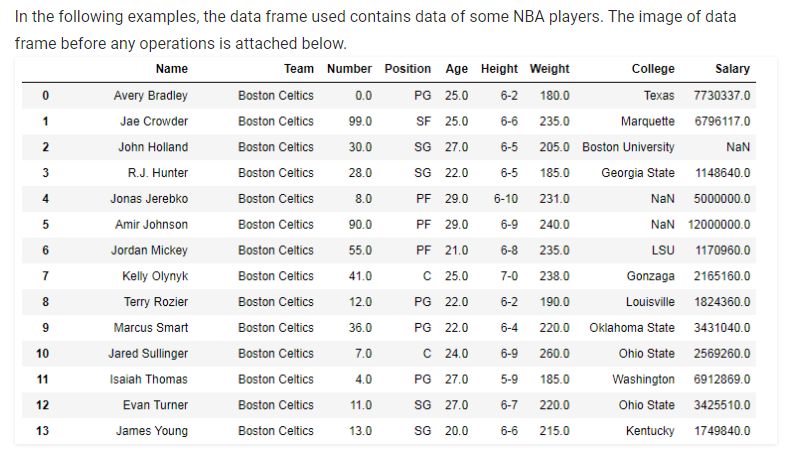 In the following examples, the data frame used contains data of some NBA players. The image of data
frame before any operations is attached below.
Name Team Number Position Age Height Weight College Salary
0 Avery Bradley Boston Celtics 0.0 PG 25.0 6-2 180.0 Texas 7730337.0
1 Jae Crowder Boston Celtics 99.0 SF 25.0 6-6 235.0 Marquette 6796117.0
2 John Holland Boston Celtics 30.0 SG 27.0 6-5 205.0 Boston University NaN
3 R.J. Hunter Boston Celtics 28.0 SG 22.0 6-5 185.0 Georgia State 1148640.0
4 Jonas Jerebko Boston Celtics 8.0 PF 29.0 6-10 231.0 NaN 5000000.0
5 Amir Johnson Boston Celtics 90.0 PF 29.0 6-9 240.0 NaN 12000000.0
6 Jordan Mickey Boston Celtics 55.0 PF 21.0 6-8 235.0 LSU 1170960.0
7 Kelly Olynyk Boston Celtics 41.0 C 25.0 7-0 238.0 Gonzaga 2165160.0
8 Terry Rozier Boston Celtics 12.0 PG 22.0 6-2 190.0 Louisville 1824360.0
9 Marcus Smart Boston Celtics 36.0 PG 22.0 6-4 220.0 Oklahoma State 3431040.0
10 Jared Sullinger Boston Celtics 7.0 C 24.0 6-9 260.0 Ohio State 2569260.0
11 Isaiah Thomas Boston Celtics 4.0 PG 27.0 5-9 185.0 Washington 6912869.0
12 Evan Turner Boston Celtics 11.0 SG 27.0 6-7 220.0 Ohio State 3425510.0
13 James Young Boston Celtics 13.0 SG 20.0 6-6 215.0 Kentucky 1749840.0